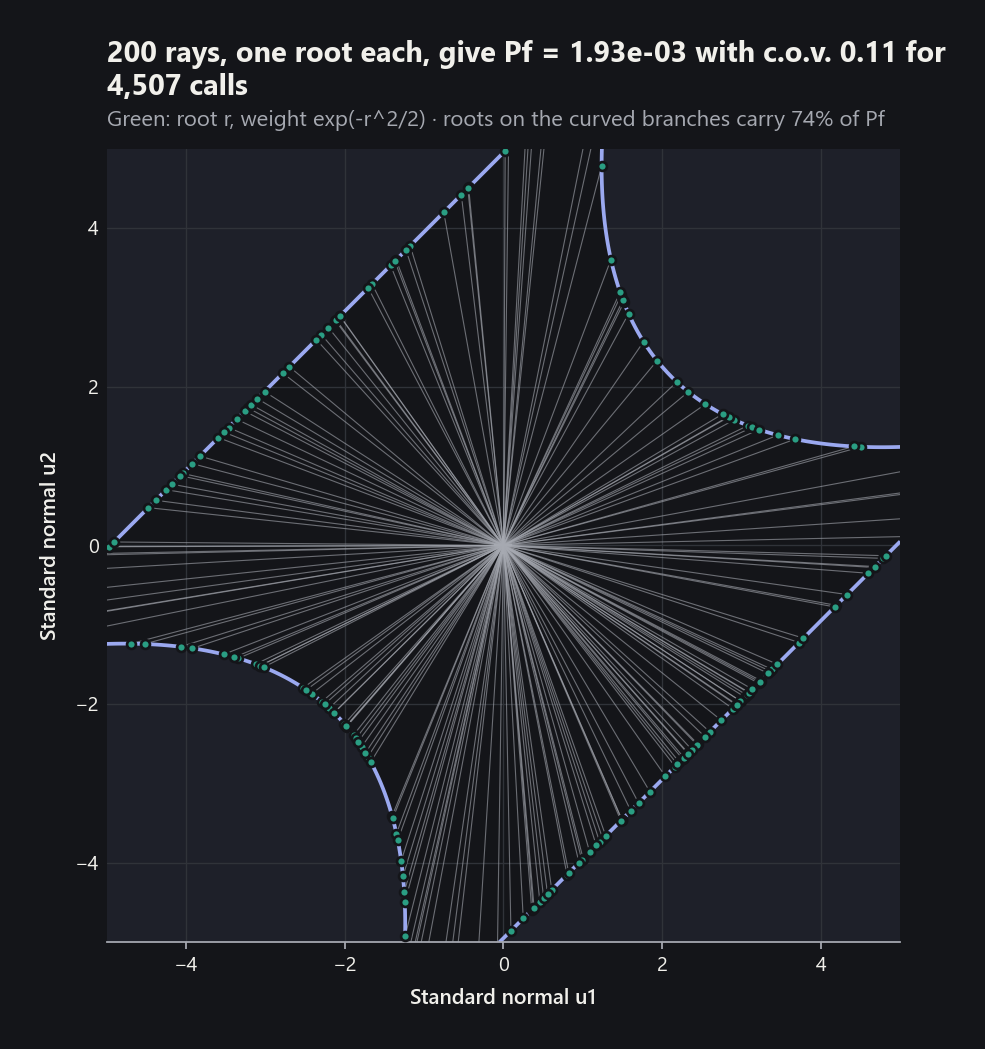 200 rays, one root each, give Pf = 1.93e-03 with c.o.v. 0.11 for
4,507 calls
Green: root r, weight exp(-r^2/2) · roots on the curved branches carry 74% of Pf
4
2
0
−2
−4
Standard normal u2
−4
−2
0
2
4
Standard normal u1